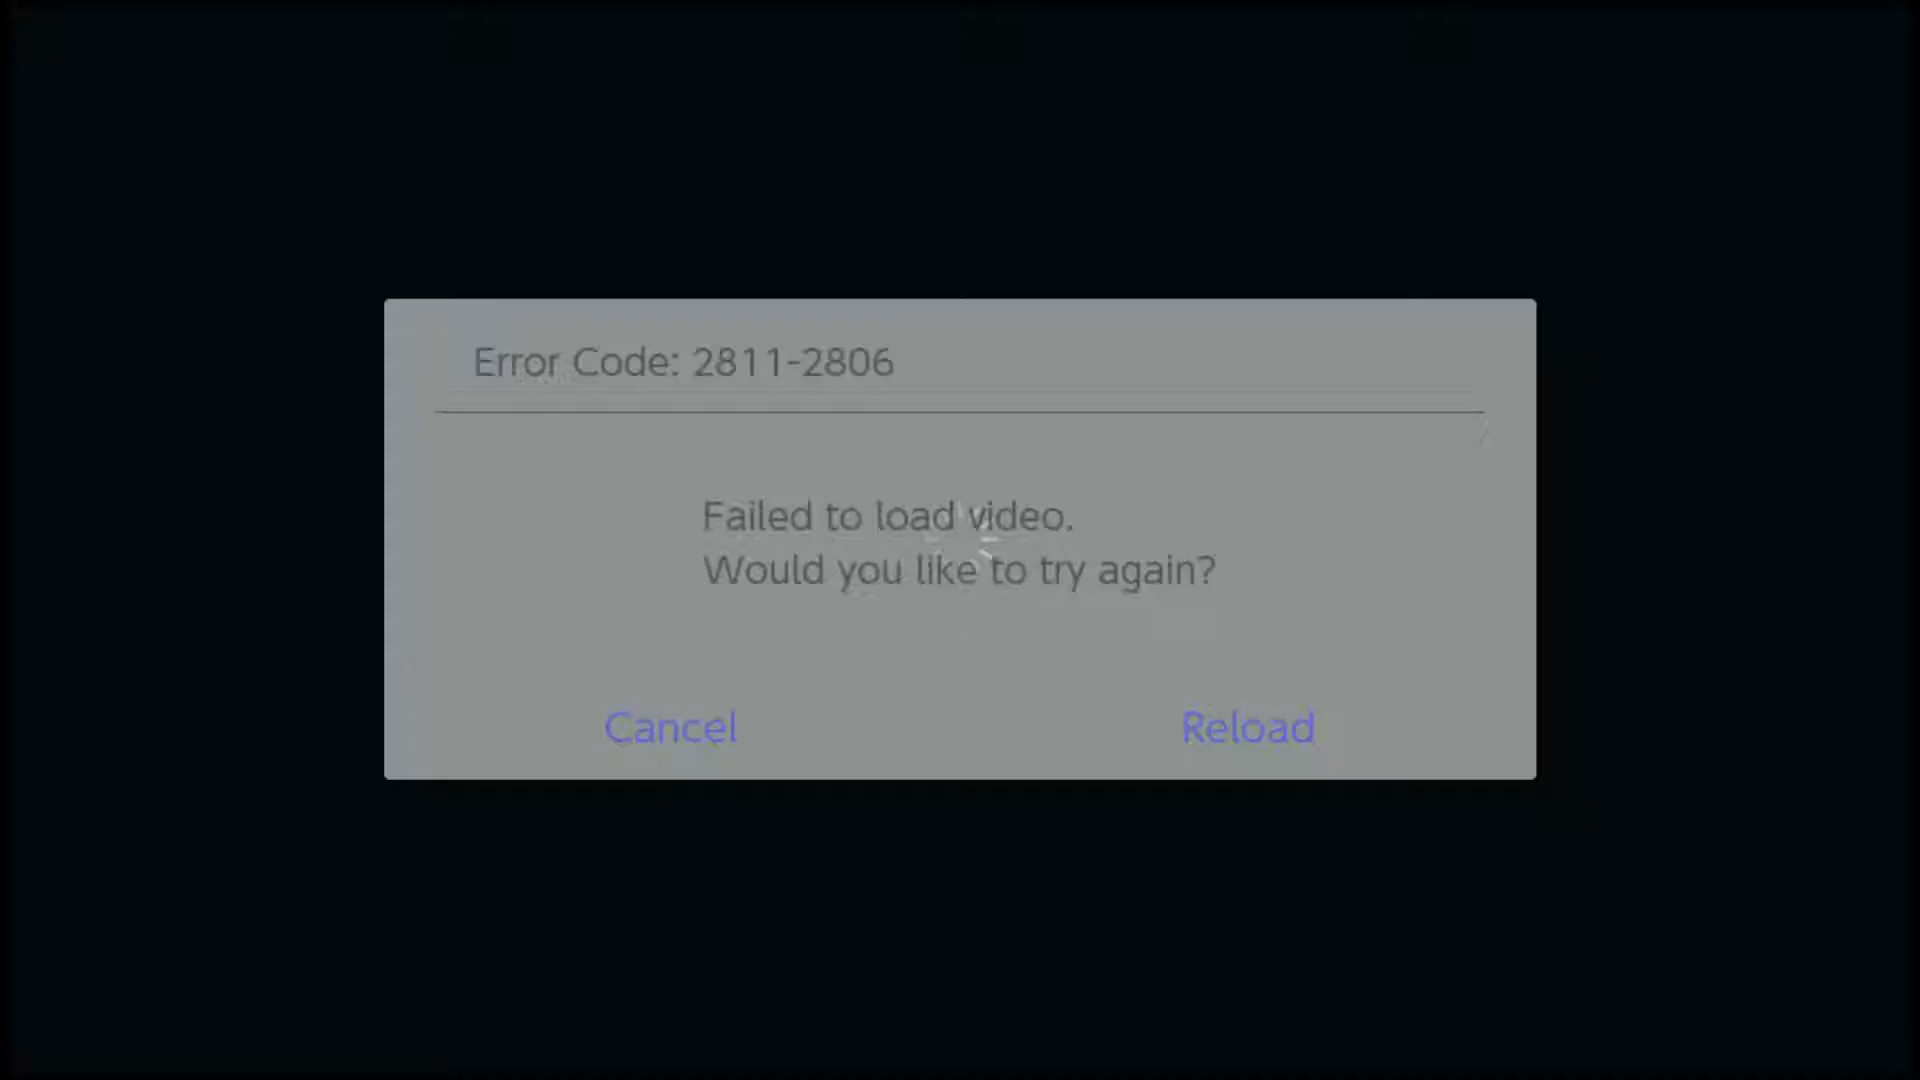 Error Code: 2811-2806
Failed to load video.
Would you like to try again?
Cancel
Reload